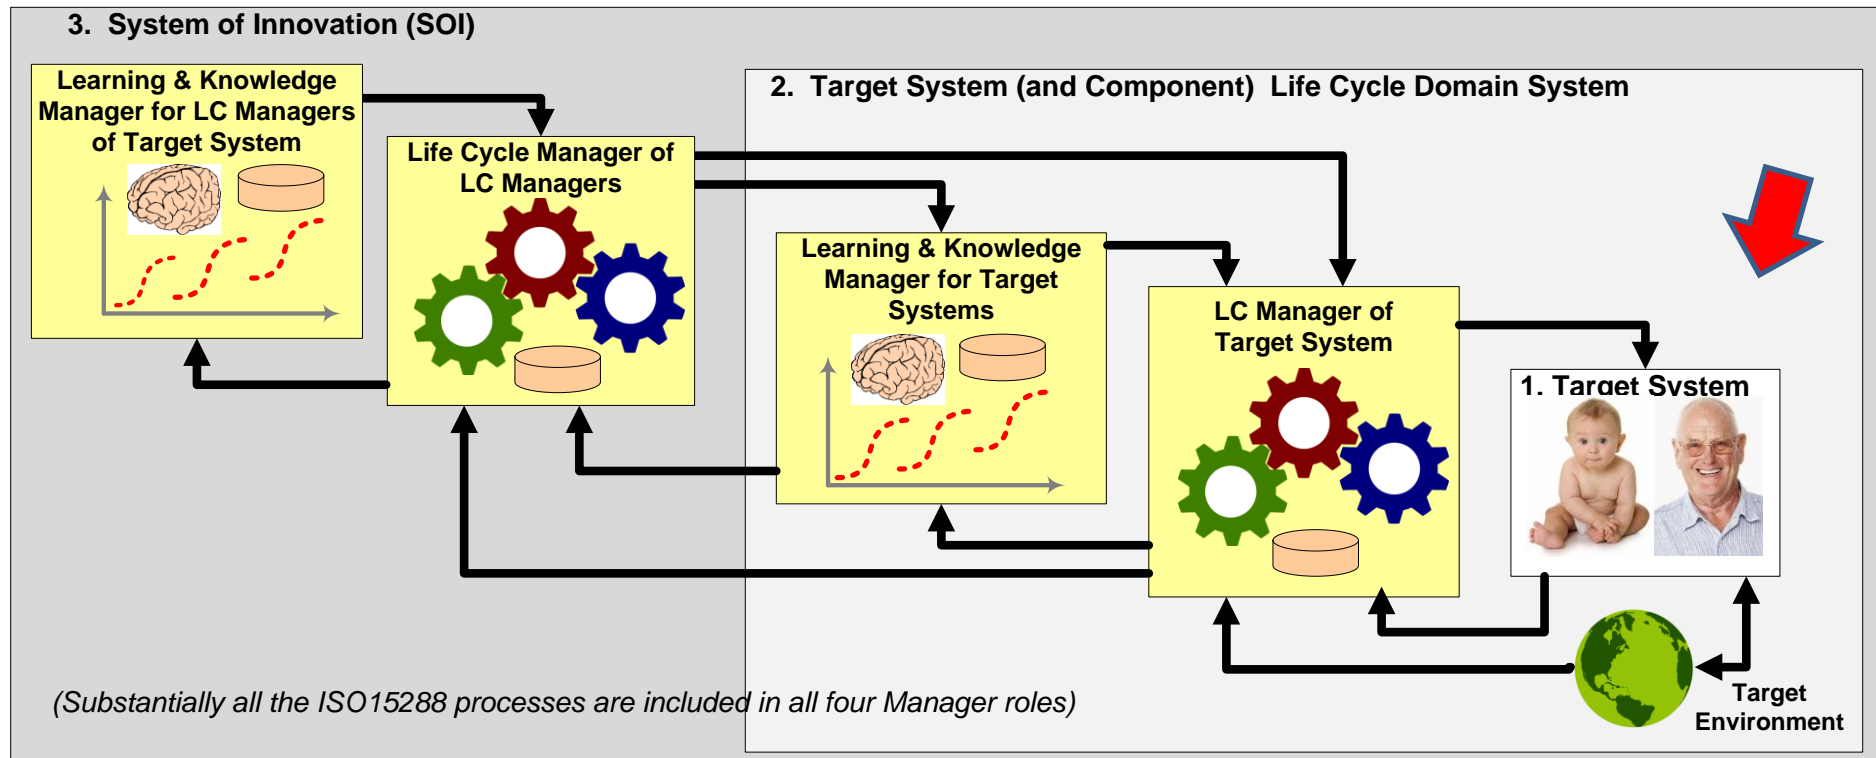 3. System of Innovation (SOI)
Learning & Knowledge
Manager for LC Managers
of Target System
2. Target System (and Component) Life Cycle Domain System
Life Cycle Manager of
LC Managers
Learning & Knowledge
Manager for Target
Systems
LC Manager of
Target System
1. Target System
(Substantially all the ISO15288 processes are included in all four Manager roles)
Target
Environment